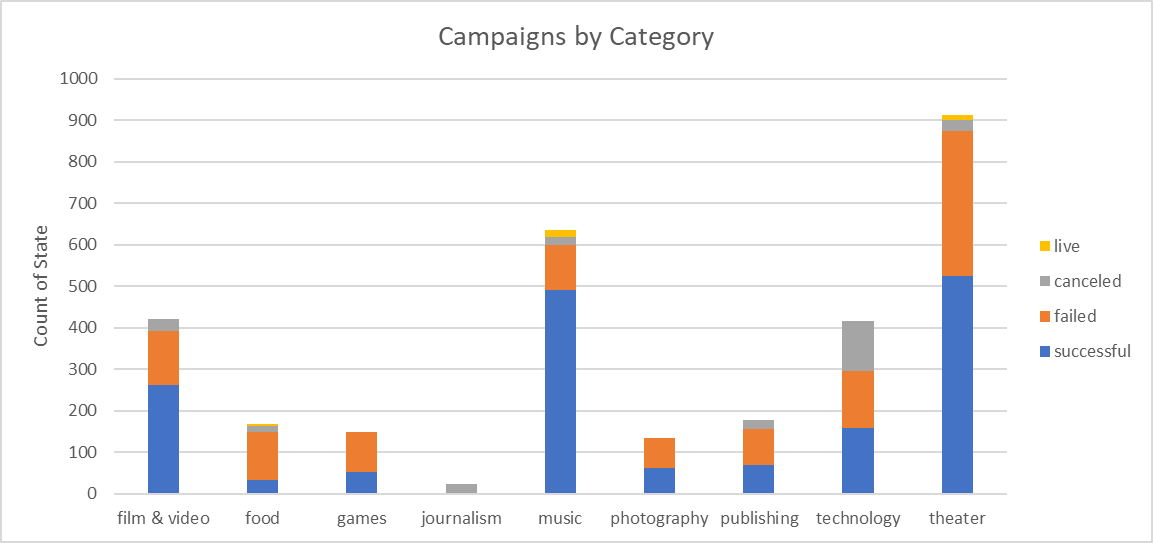 Campaigns by Category
Count of State
1000
900
800
700
600
500
400
300
200
100
0
film & video
food
games
journalism
music
photography
publishing
technology
theater
live
canceled
failed
successful